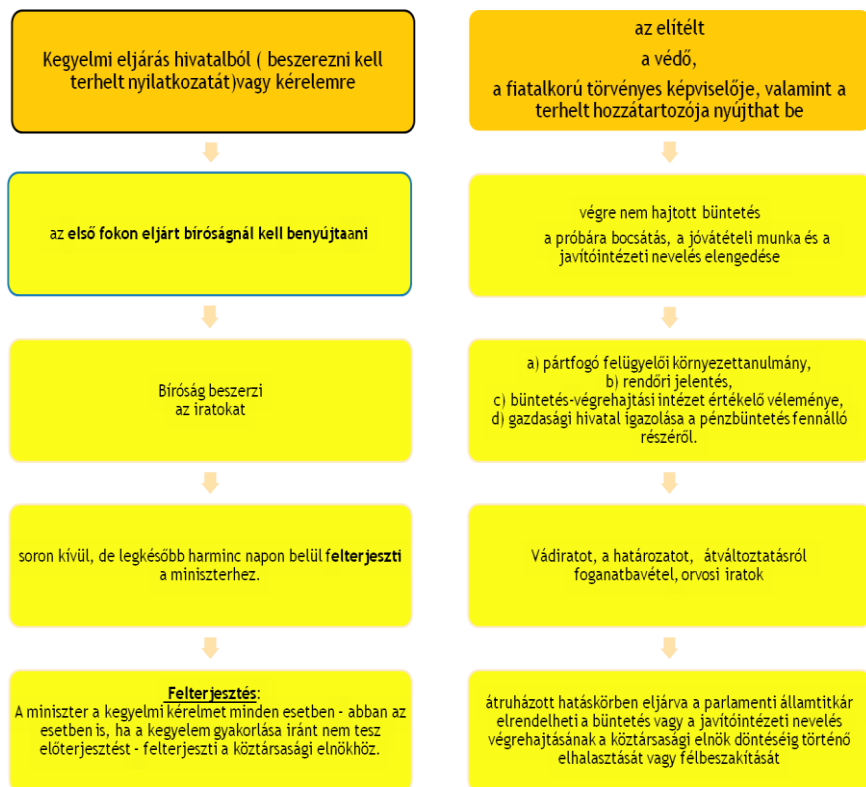 Kegyelmi eljárás hivatalból ( beszerezni kell
terhelt nyilatkozatát)vagy kérelemre
az első fokon eljárt bíróságnál kell benyújtaani
Bíróság beszerzi
az iratokat
soron kívül, de legkésőbb harminc napon belül felterjeszti
a miniszterhez.
Felterjesztés:
A miniszter a kegyelmi kérelmet minden esetben - abban az
esetben is, ha a kegyelem gyakorlása iránt nem tesz
előterjesztést - felterjeszti a köztársasági elnökhöz.
az elítélt
a védő,
a fiatalkorú törvényes képviselője, valamint a
terhelt hozzátartozója nyújthat be
végre nem hajtott büntetés
a próbára bocsátás, a jóvátételi munka és a
javítóintézeti nevelés elengedése
a) pártfogó felügyelői környezettanulmány,
b) rendőri jelentés,
c) büntetés-végrehajtási intézet értékelő véleménye,
d) gazdasági hivatal igazolása a pénzbüntetés fennálló
részéről.
Vádiratot, a határozatot, átváltoztatásról
foganatbavétel, orvosi iratok
átruházott hatáskörben eljárva a parlamenti államtitkár
elrendelheti a büntetés vagy a javítóintézeti nevelés
végrehajtásának a köztársasági elnök döntéséig történő
elhalasztását vagy félbeszakítását